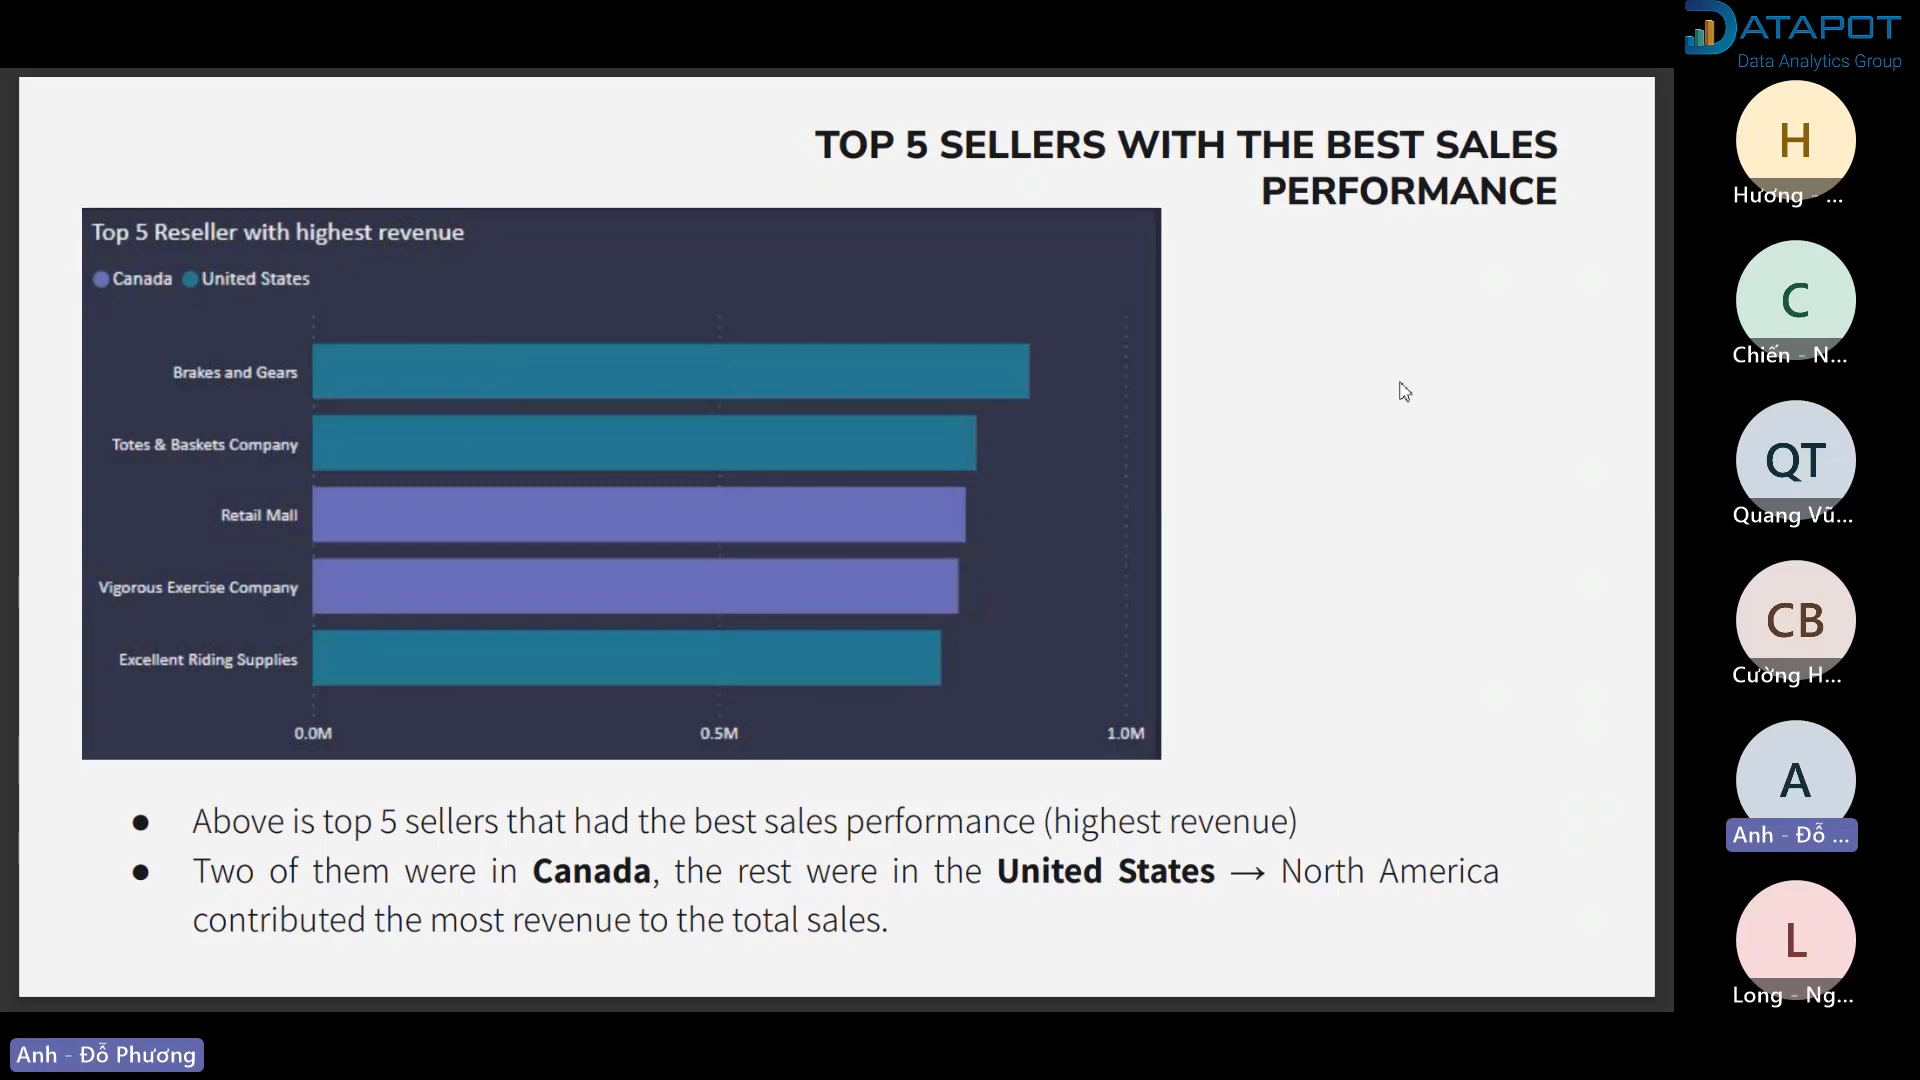 DATAPOT
Data Analytics Group
TOP 5 SELLERS WITH THE BEST SALES
PERFORMANCE
Top 5 Reseller with highest revenue
Canada United States
Brakes and Gears
Totes & Baskets Company
Retail Mall
Vigorous Exercise Company
Excellent Riding Supplies
0.0M 0.5M 1.0M
● Above is top 5 sellers that had the best sales performance (highest revenue)
● Two of them were in Canada, the rest were in the United States → North America
contributed the most revenue to the total sales.
H
Hương - ...
C
Chiến - N...
QT
Quang Vũ...
CB
Cường H...
A
Anh - Đỗ ...
L
Long - Ng...
Anh - Đỗ Phương